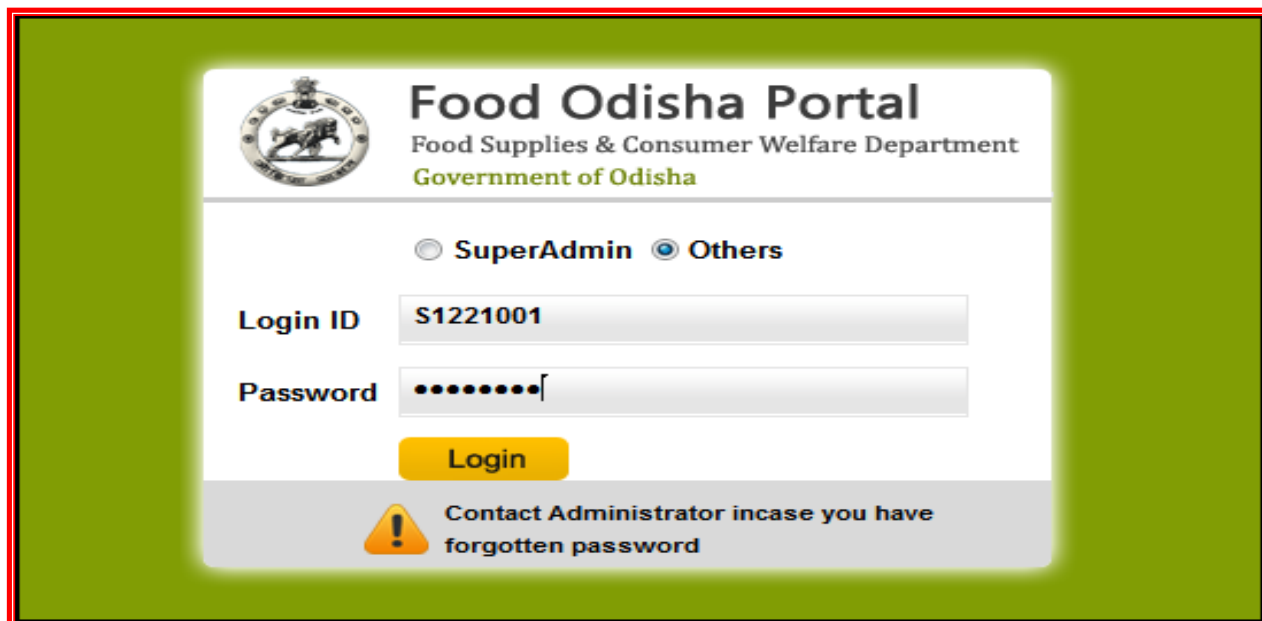 Food Odisha Portal
Food Supplies & Consumer Welfare Department
Government of Odisha
SuperAdmin Others
Login ID S1221001
Password ••••••••
Login
Contact Administrator incase you have
forgotten password